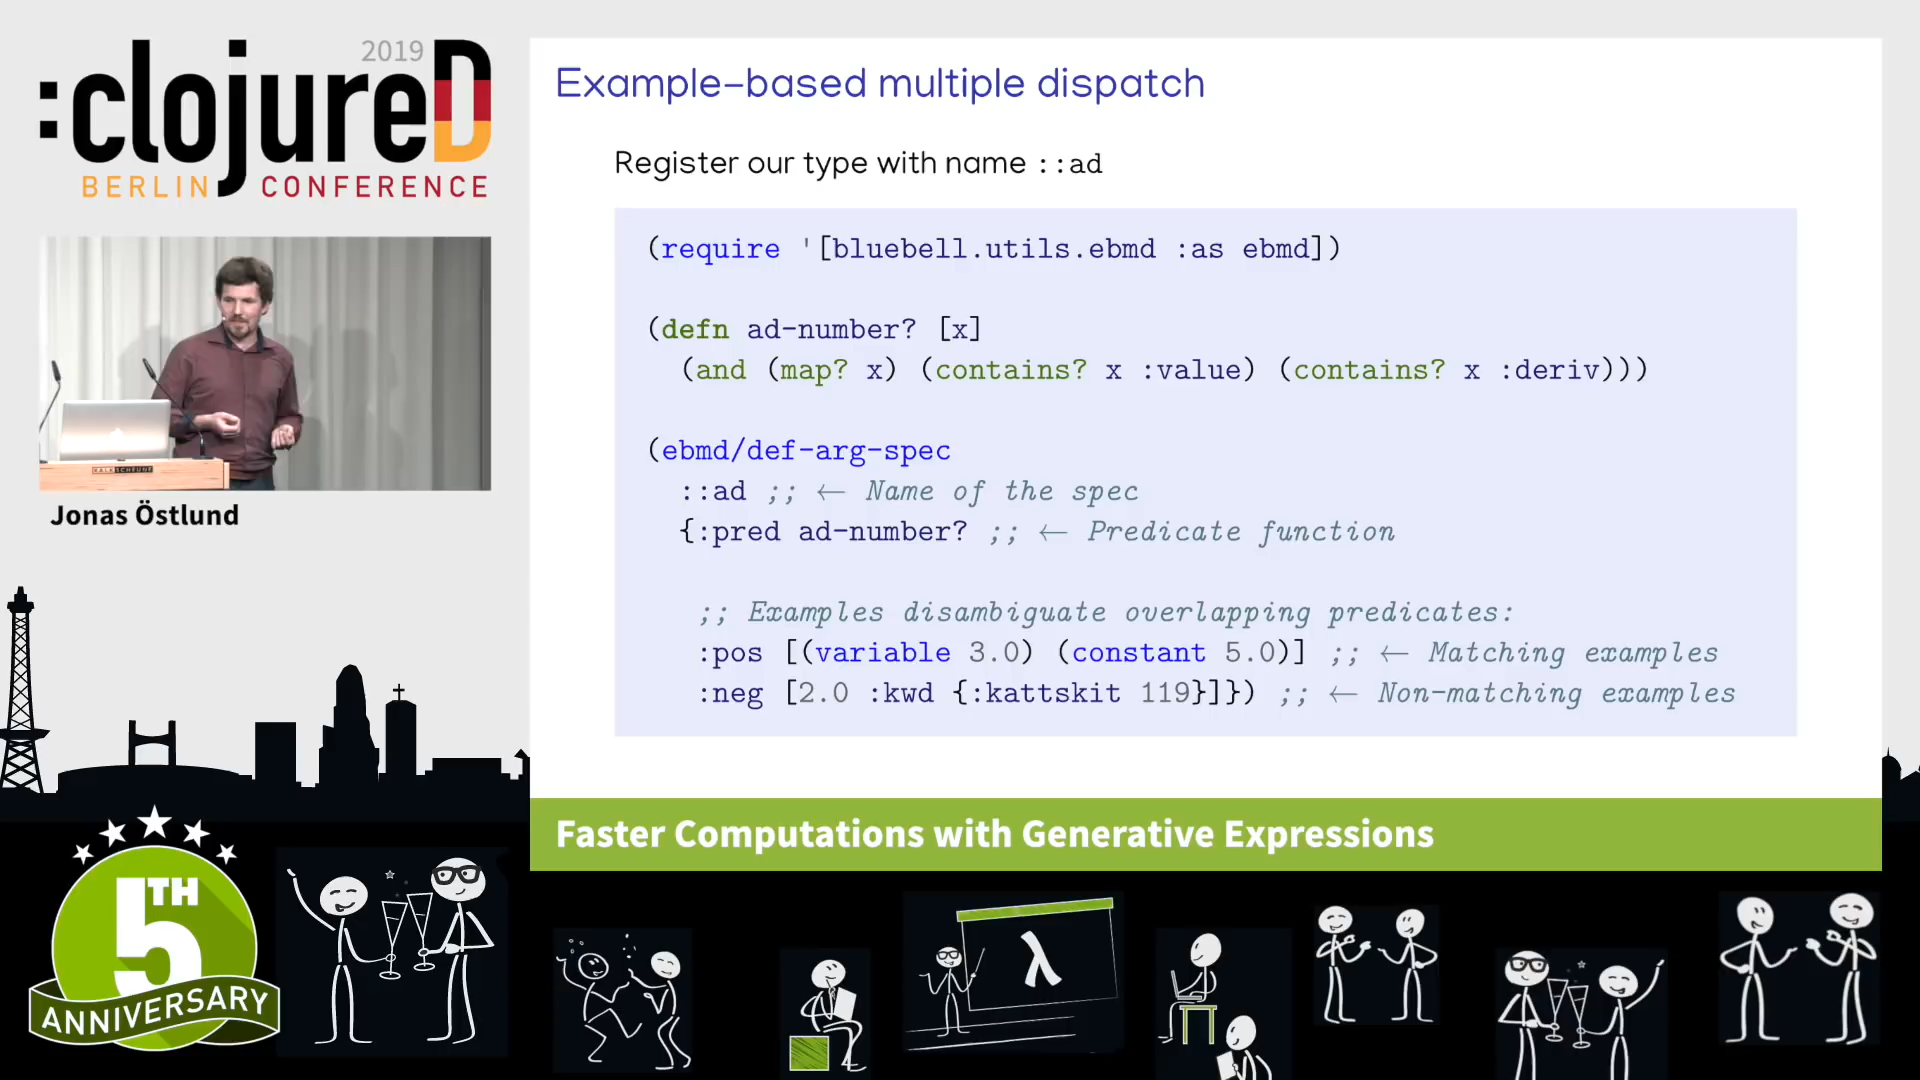 2019
:clojureD
BERLIN CONFERENCE
KALKSCHEUNE
Jonas Östlund
Example-based multiple dispatch
Register our type with name ::ad
(require '[bluebell.utils.ebmd :as ebmd])
(defn ad-number? [x]
(and (map? x) (contains? x :value) (contains? x :deriv)))
(ebmd/def-arg-spec
::ad ;; ← Name of the spec
{:pred ad-number? ;; ← Predicate function
;; Examples disambiguate overlapping predicates:
:pos [(variable 3.0) (constant 5.0)] ;; ← Matching examples
:neg [2.0 :kwd {:kattskit 119}]}) ;; ← Non-matching examples
Faster Computations with Generative Expressions
5TH
ANNIVERSARY
λ